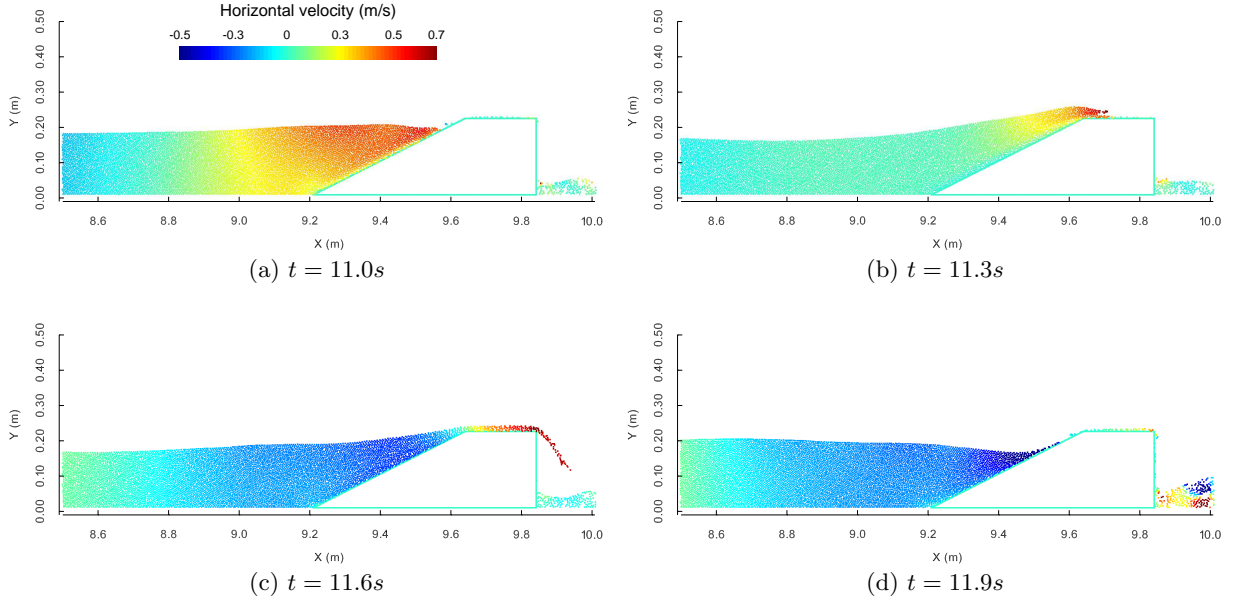 Horizontal velocity (m/s)
-0.5 -0.3 0 0.3 0.5 0.7
Y (m)
0.00 0.10 0.20 0.30 0.40 0.50
8.6 8.8 9.0 9.2 9.4 9.6 9.8 10.0
X (m)
(a) t = 11.0s
Y (m)
0.00 0.10 0.20 0.30 0.40 0.50
8.6 8.8 9.0 9.2 9.4 9.6 9.8 10.0
X (m)
(b) t = 11.3s
Y (m)
0.00 0.10 0.20 0.30 0.40 0.50
8.6 8.8 9.0 9.2 9.4 9.6 9.8 10.0
X (m)
(c) t = 11.6s
Y (m)
0.00 0.10 0.20 0.30 0.40 0.50
8.6 8.8 9.0 9.2 9.4 9.6 9.8 10.0
X (m)
(d) t = 11.9s